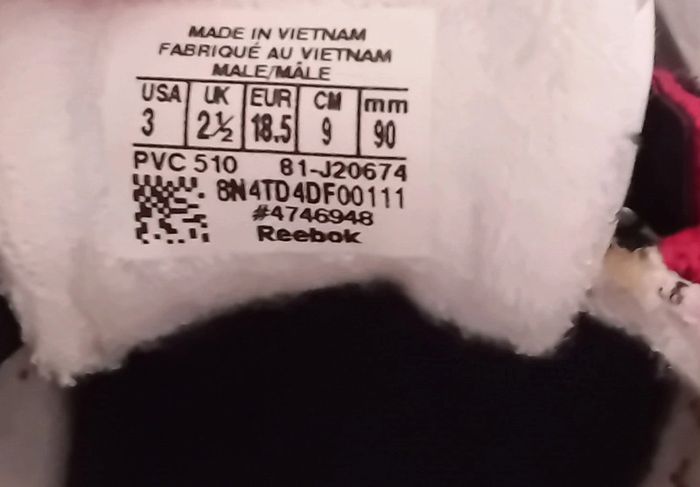 MADE IN VIETNAM
FABRIQUÉ AU VIETNAM
MALE/MÂLE
USA UK EUR CM mm
3 2½ 18.5 9 90
PVC 510 81-J20674
8N4TD4DF00111
#4746948
Reebok